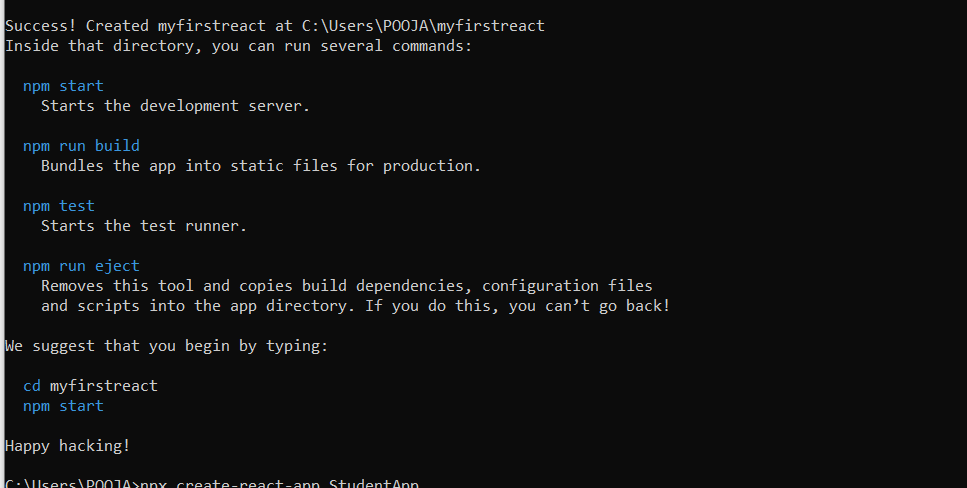 Success! Created myfirstreact at C:\Users\POOJA\myfirstreact
Inside that directory, you can run several commands:
npm start
Starts the development server.
npm run build
Bundles the app into static files for production.
npm test
Starts the test runner.
npm run eject
Removes this tool and copies build dependencies, configuration files
and scripts into the app directory. If you do this, you can’t go back!
We suggest that you begin by typing:
cd myfirstreact
npm start
Happy hacking!
C:\Users\POOJA>npx create-react-app StudentApp